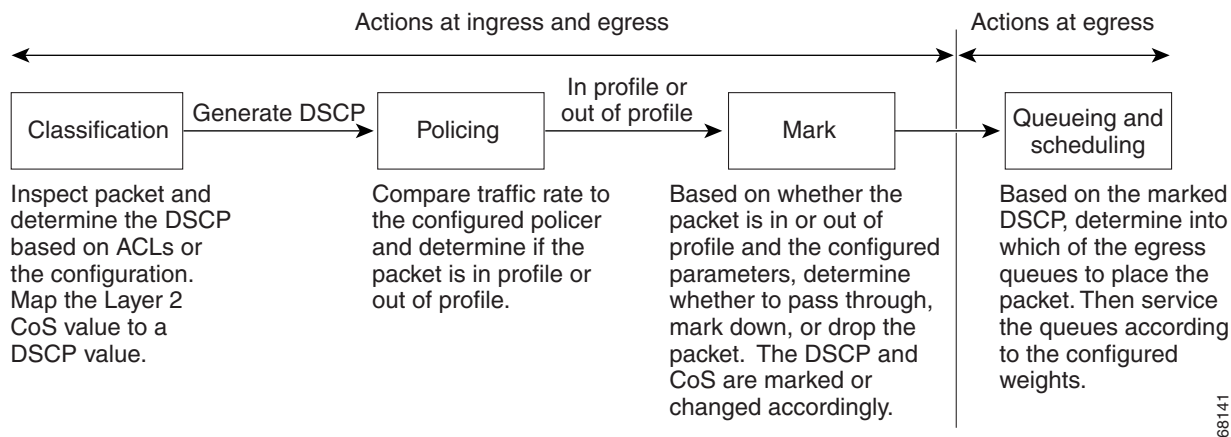 Actions at ingress and egress
Actions at egress
Classification
Generate DSCP
Policing
In profile or
out of profile
Mark
Queueing and
scheduling
Inspect packet and
determine the DSCP
based on ACLs or
the configuration.
Map the Layer 2
CoS value to a
DSCP value.
Compare traffic rate to
the configured policer
and determine if the
packet is in profile or
out of profile.
Based on whether the
packet is in or out of
profile and the configured
parameters, determine
whether to pass through,
mark down, or drop the
packet.  The DSCP and
CoS are marked or
changed accordingly.
Based on the marked
DSCP, determine into
which of the egress
queues to place the
packet. Then service
the queues according
to the configured
weights.
68141